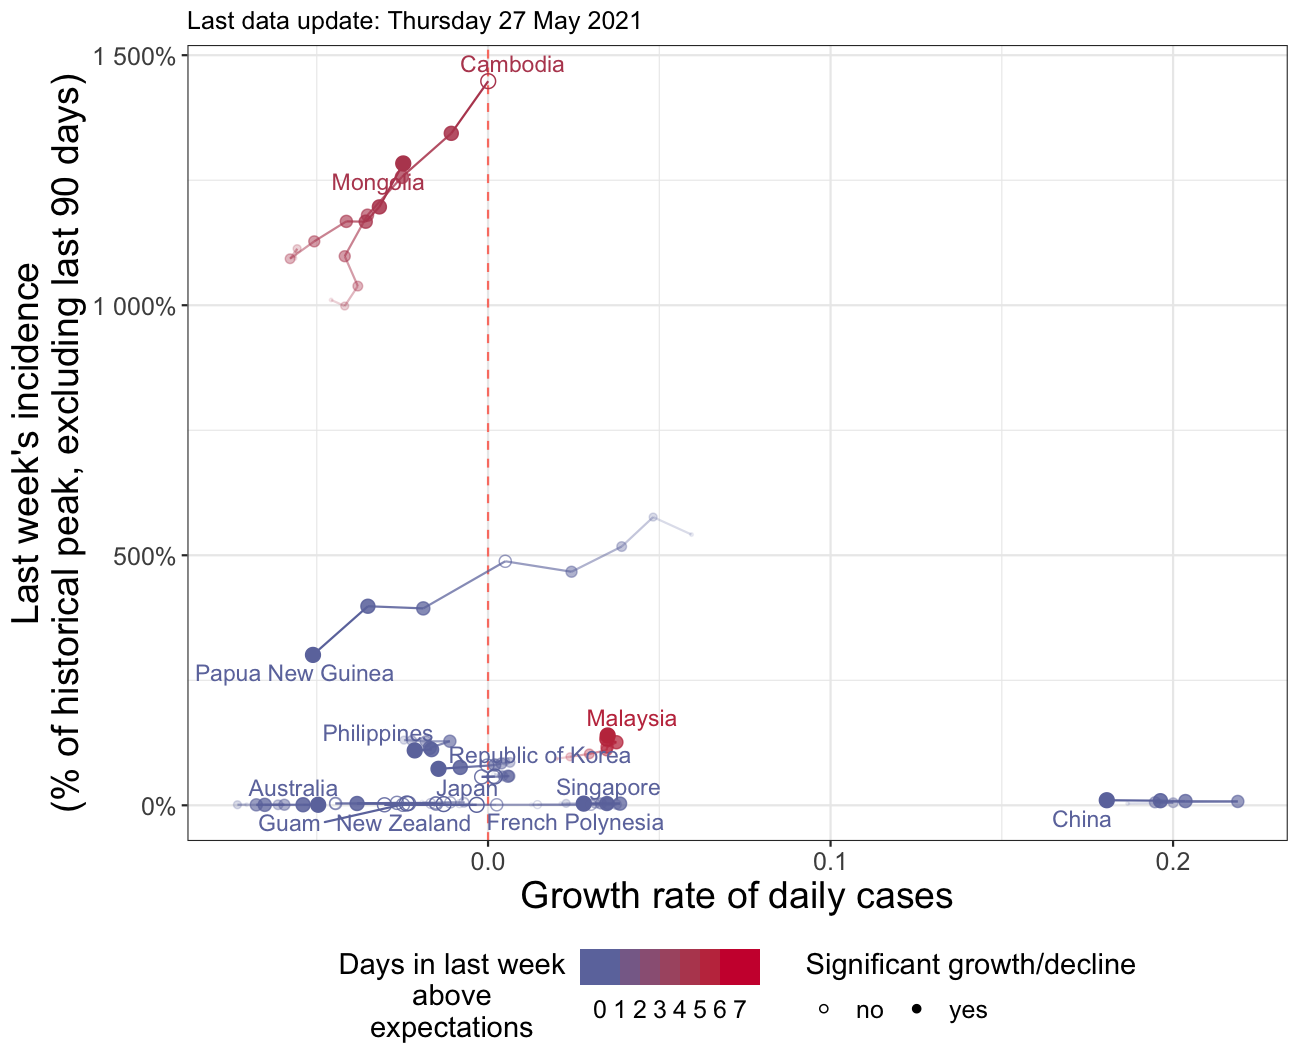 Last data update: Thursday 27 May 2021
Last week's incidence
(% of historical peak, excluding last 90 days)
1 500%
1 000%
500%
0%
Cambodia
Mongolia
Papua New Guinea
Malaysia
Philippines
Republic of Korea
Australia
Japan
Singapore
Guam
New Zealand
French Polynesia
China
0.0
0.1
0.2
Growth rate of daily cases
Days in last week
above
expectations
0 1 2 3 4 5 6 7
Significant growth/decline
no
yes